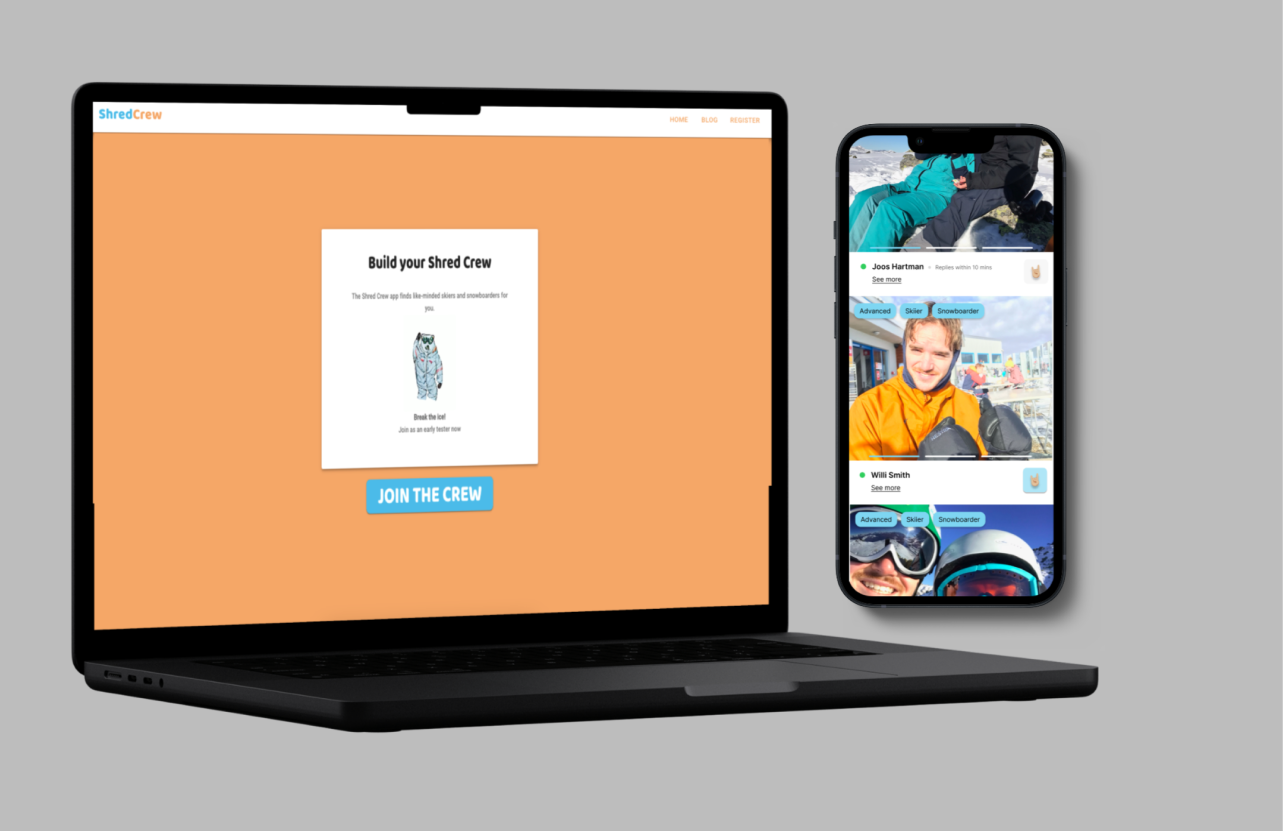 ShredCrew
HOME BLOG REGISTER
Build your Shred Crew
The Shred Crew app finds like-minded skiers and snowboarders for
you.
Break the ice!
Join as an early tester now
JOIN THE CREW
Joos Hartman • Replies within 10 mins
See more
Advanced Skiier Snowboarder
Willi Smith
See more
Advanced Skiier Snowboarder